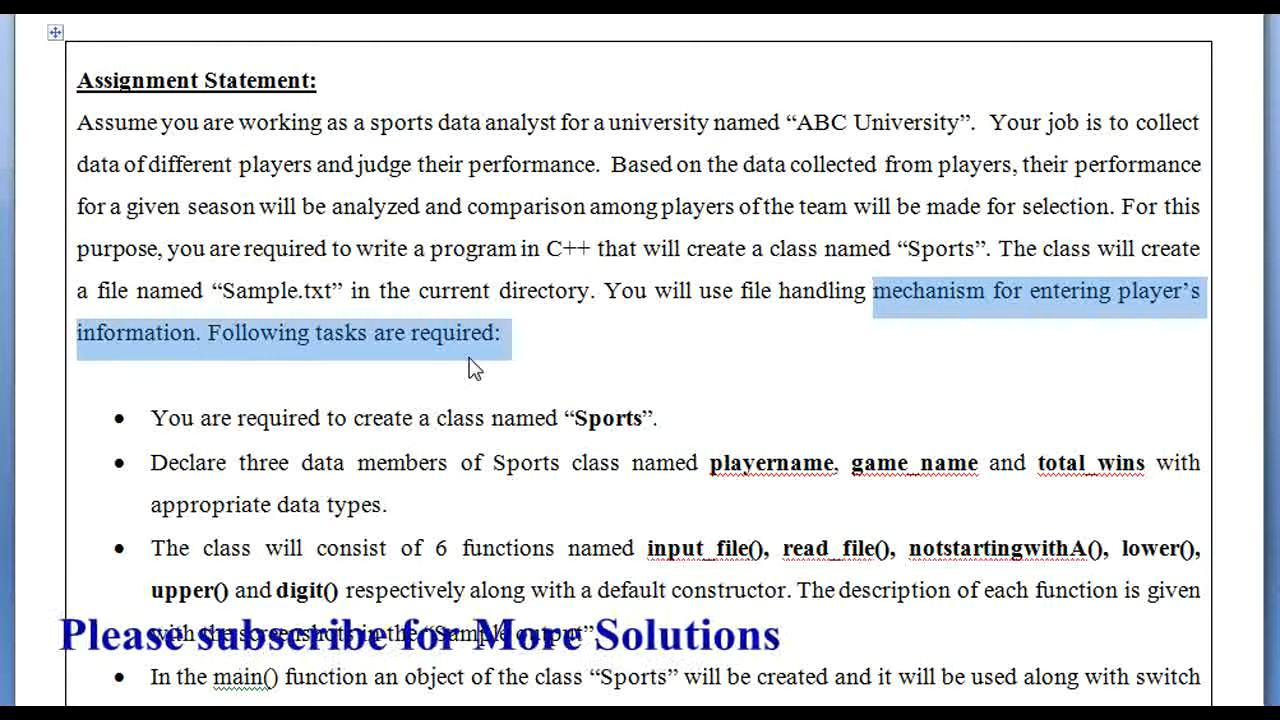 Assignment Statement:
Assume you are working as a sports data analyst for a university named “ABC University”. Your job is to collect
data of different players and judge their performance. Based on the data collected from players, their performance
for a given season will be analyzed and comparison among players of the team will be made for selection. For this
purpose, you are required to write a program in C++ that will create a class named “Sports”. The class will create
a file named “Sample.txt” in the current directory. You will use file handling mechanism for entering player’s
information. Following tasks are required:
• You are required to create a class named “Sports”.
• Declare three data members of Sports class named playername, game_name and total_wins with
appropriate data types.
• The class will consist of 6 functions named input_file(), read_file(), notstartingwithA(), lower(),
upper() and digit() respectively along with a default constructor. The description of each function is given
with the screenshots in the “Sample output”.
Please subscribe for More Solutions
• In the main() function an object of the class “Sports” will be created and it will be used along with switch